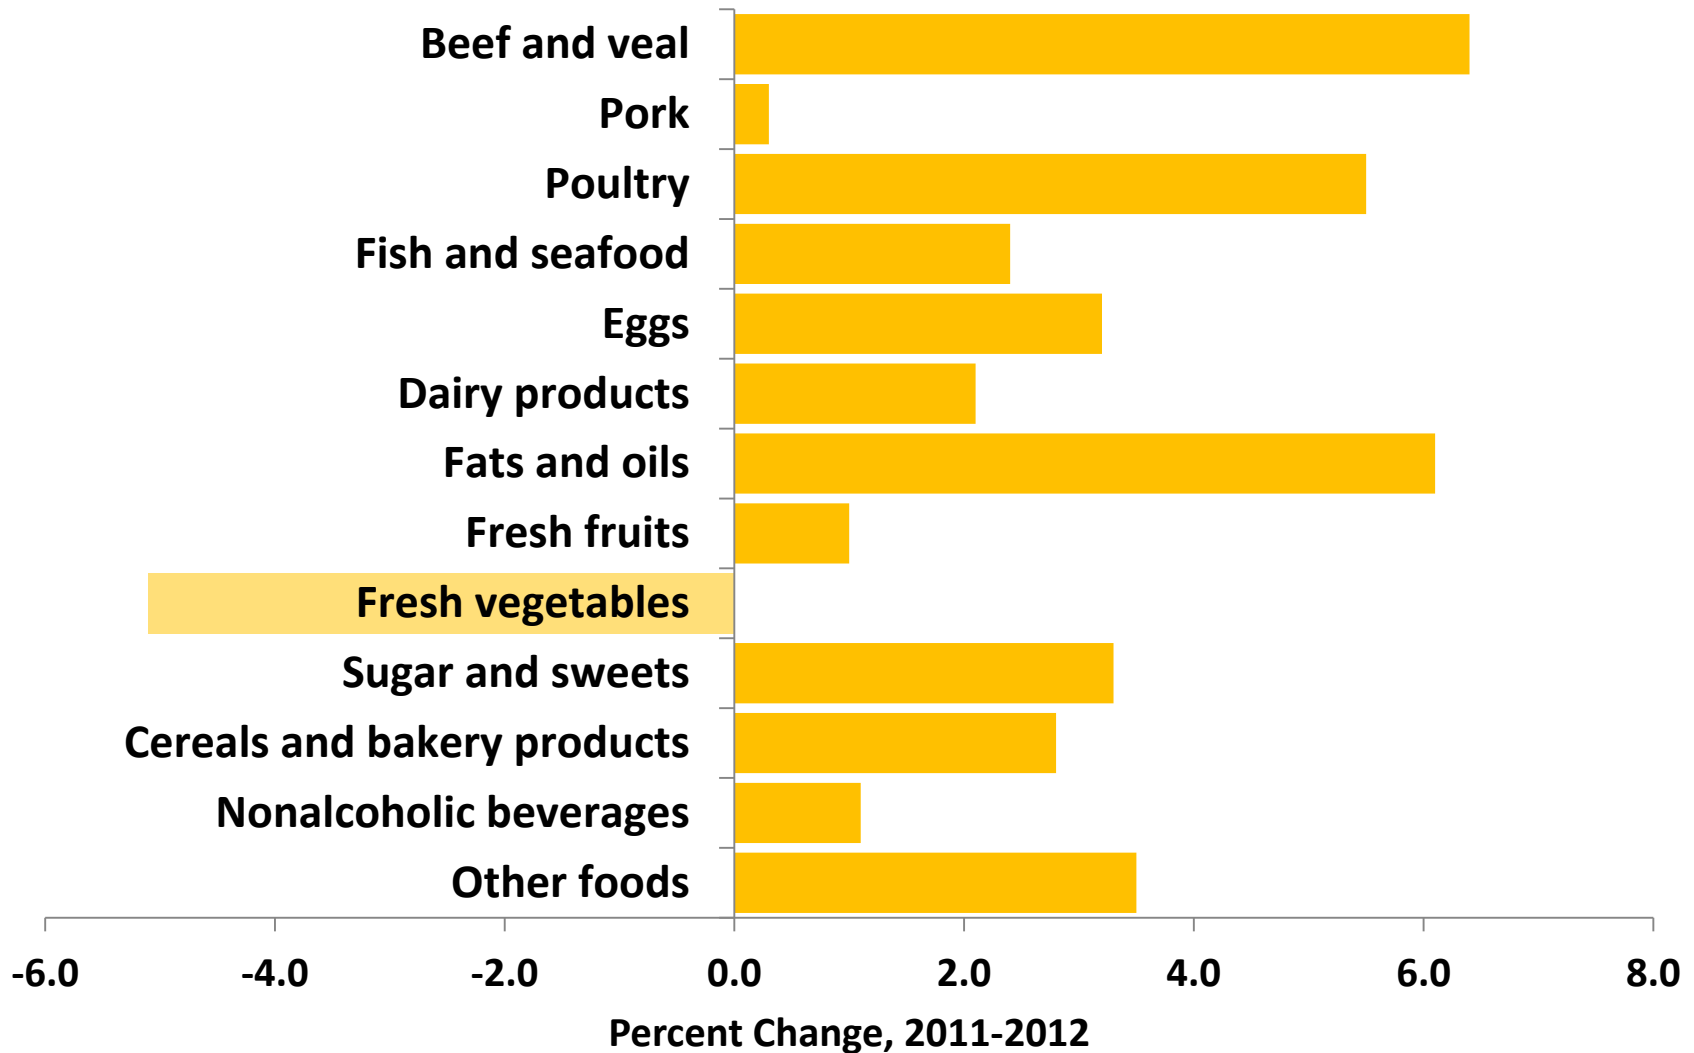 Beef and veal
Pork
Poultry
Fish and seafood
Eggs
Dairy products
Fats and oils
Fresh fruits
Fresh vegetables
Sugar and sweets
Cereals and bakery products
Nonalcoholic beverages
Other foods
-6.0 -4.0 -2.0 0.0 2.0 4.0 6.0 8.0
Percent Change, 2011-2012